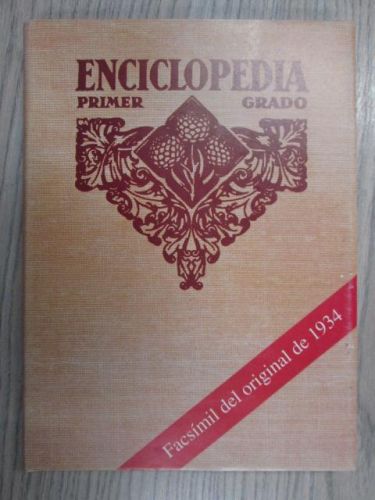 ENCICLOPEDIA
PRIMER GRADO
Facsímil del original de 1934